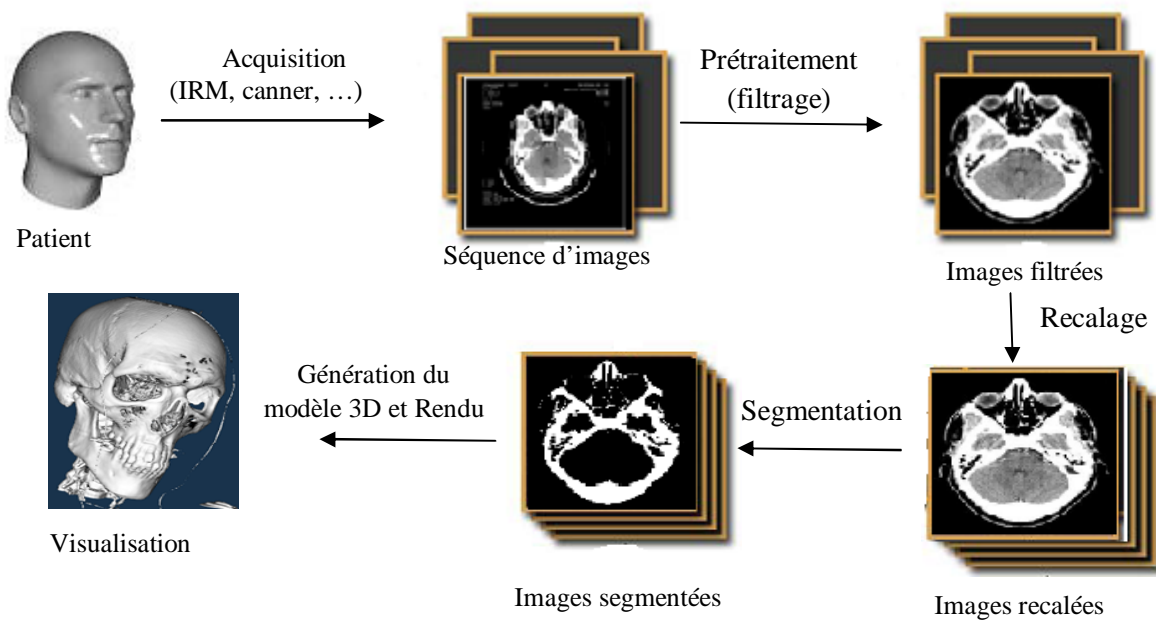 Acquisition
(IRM, canner, …)
Prétraitement
(filtrage)
Patient
Séquence d’images
Images filtrées
Recalage
Génération du
modèle 3D et Rendu
Segmentation
Visualisation
Images segmentées
Images recalées